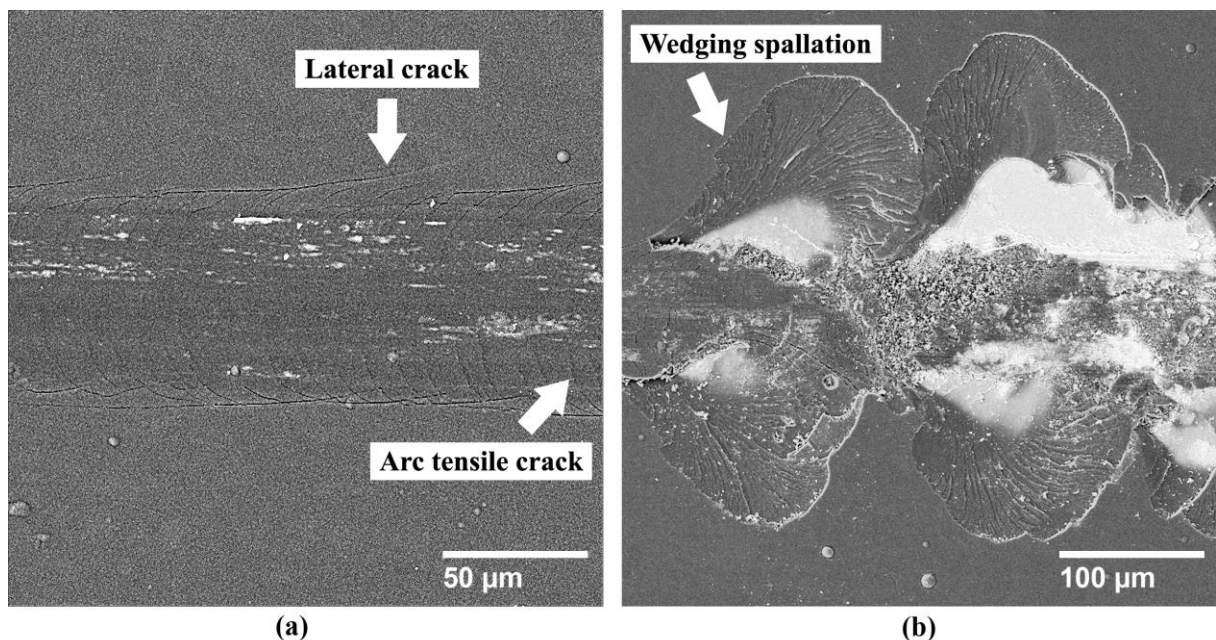 Lateral crack
Arc tensile crack
50 µm
(a)
Wedging spallation
100 µm
(b)